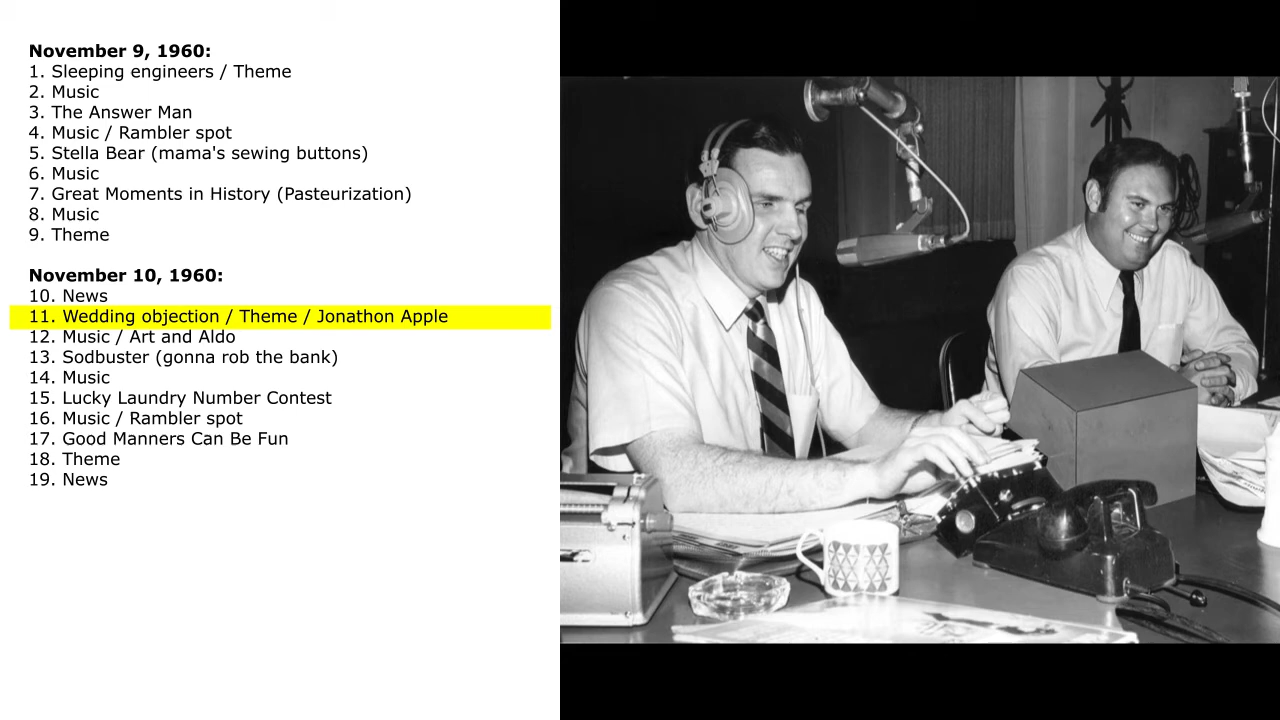 November 9, 1960:
1. Sleeping engineers / Theme
2. Music
3. The Answer Man
4. Music / Rambler spot
5. Stella Bear (mama's sewing buttons)
6. Music
7. Great Moments in History (Pasteurization)
8. Music
9. Theme
November 10, 1960:
10. News
11. Wedding objection / Theme / Jonathon Apple
12. Music / Art and Aldo
13. Sodbuster (gonna rob the bank)
14. Music
15. Lucky Laundry Number Contest
16. Music / Rambler spot
17. Good Manners Can Be Fun
18. Theme
19. News